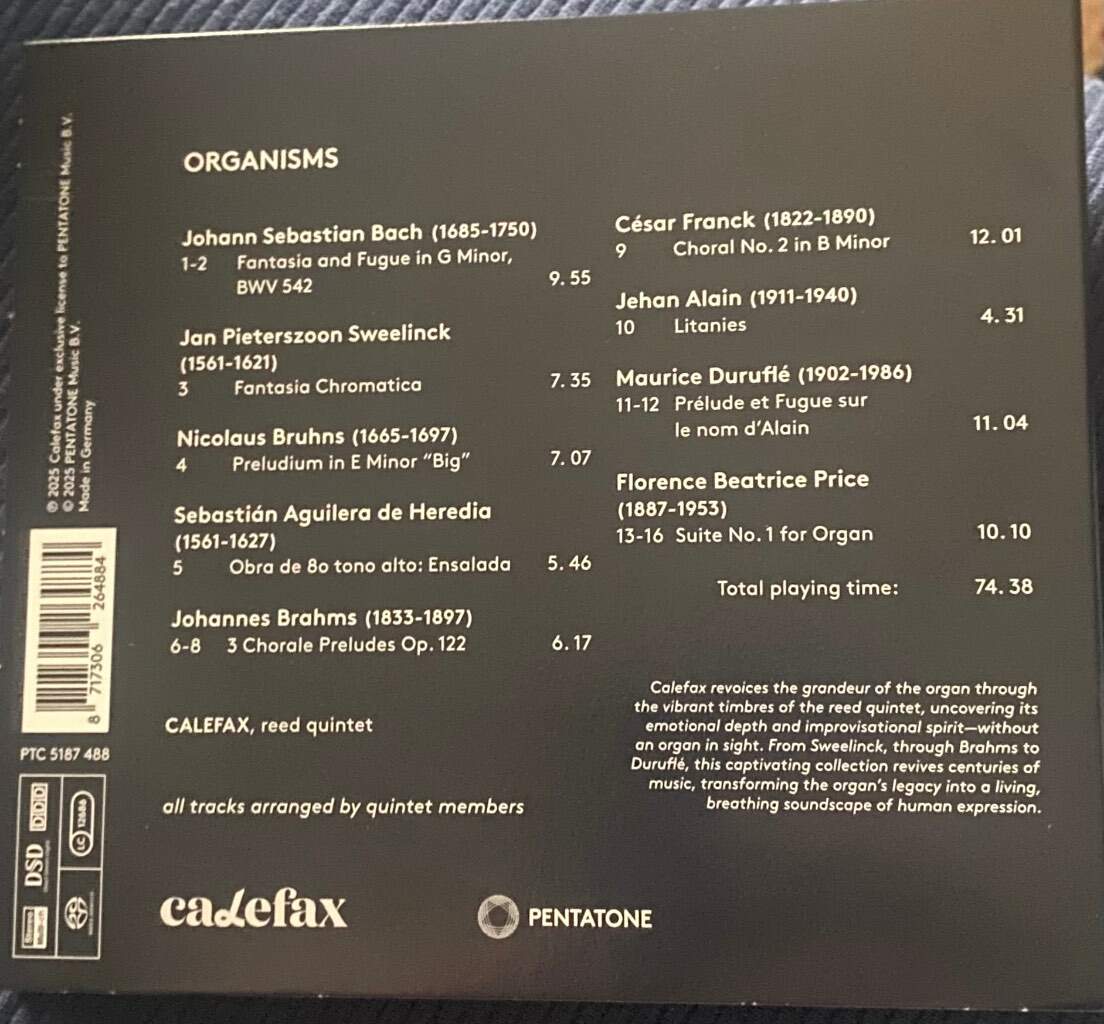 ORGANISMS
Johann Sebastian Bach (1685-1750)
1-2 Fantasia and Fugue in G Minor,
BWV 542 9. 55
Jan Pieterszoon Sweelinck
(1561-1621)
3 Fantasia Chromatica 7. 35
Nicolaus Bruhns (1665-1697)
4 Preludium in E Minor “Big” 7. 07
Sebastián Aguilera de Heredia
(1561-1627)
5 Obra de 8o tono alto: Ensalada 5. 46
Johannes Brahms (1833-1897)
6-8 3 Chorale Preludes Op. 122 6. 17
CALEFAX, reed quintet
all tracks arranged by quintet members
calefax
PENTATONE
César Franck (1822-1890)
9 Choral No. 2 in B Minor 12. 01
Jehan Alain (1911-1940)
10 Litanies 4. 31
Maurice Duruflé (1902-1986)
11-12 Prélude et Fugue sur
le nom d’Alain 11. 04
Florence Beatrice Price
(1887-1953)
13-16 Suite No. 1 for Organ 10. 10
Total playing time: 74. 38
Calefax revoices the grandeur of the organ through
the vibrant timbres of the reed quintet, uncovering its
emotional depth and improvisational spirit—without
an organ in sight. From Sweelinck, through Brahms to
Duruflé, this captivating collection revives centuries of
music, transforming the organ’s legacy into a living,
breathing soundscape of human expression.
℗ 2025 Calefax under exclusive license to PENTATONE Music B.V.
© 2025 PENTATONE Music B.V.
Made in Germany
8 717306 264884
PTC 5187 488
DSD
DDD
LC 12686
Stereo